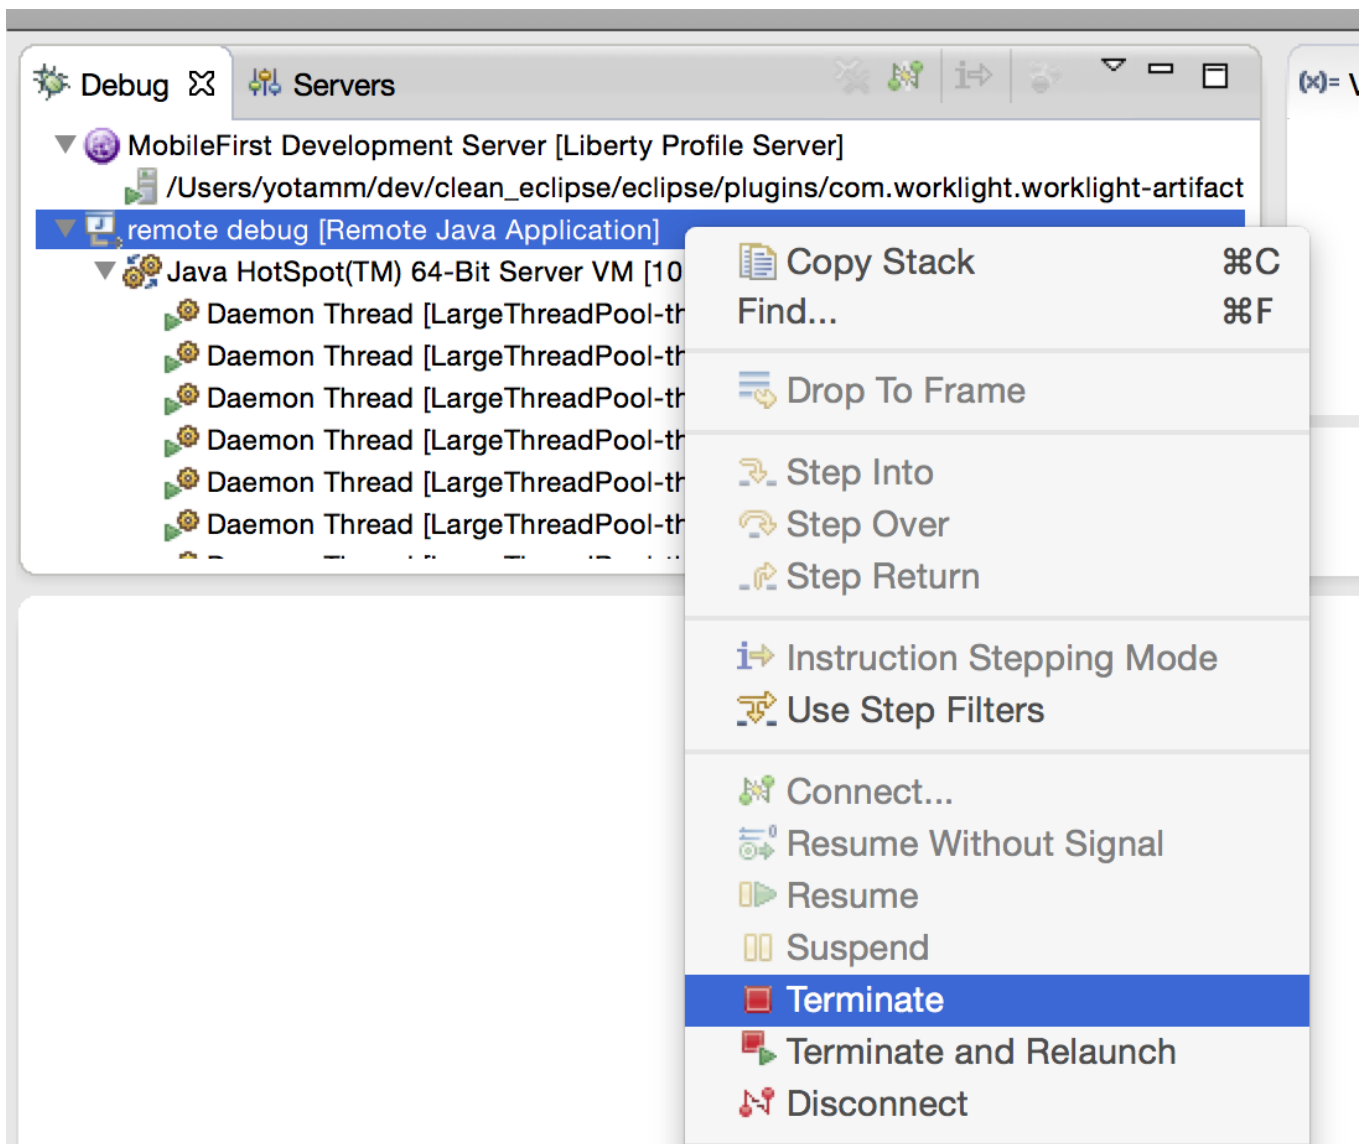 Debug Servers
(x)= V
MobileFirst Development Server [Liberty Profile Server]
/Users/yotamm/dev/clean_eclipse/eclipse/plugins/com.worklight.worklight-artifact
remote debug [Remote Java Application]
Java HotSpot(TM) 64-Bit Server VM [10
Daemon Thread [LargeThreadPool-th
Daemon Thread [LargeThreadPool-th
Daemon Thread [LargeThreadPool-th
Daemon Thread [LargeThreadPool-th
Daemon Thread [LargeThreadPool-th
Daemon Thread [LargeThreadPool-th
Copy Stack ⌘C
Find... ⌘F
Drop To Frame
Step Into
Step Over
Step Return
Instruction Stepping Mode
Use Step Filters
Connect...
Resume Without Signal
Resume
Suspend
Terminate
Terminate and Relaunch
Disconnect